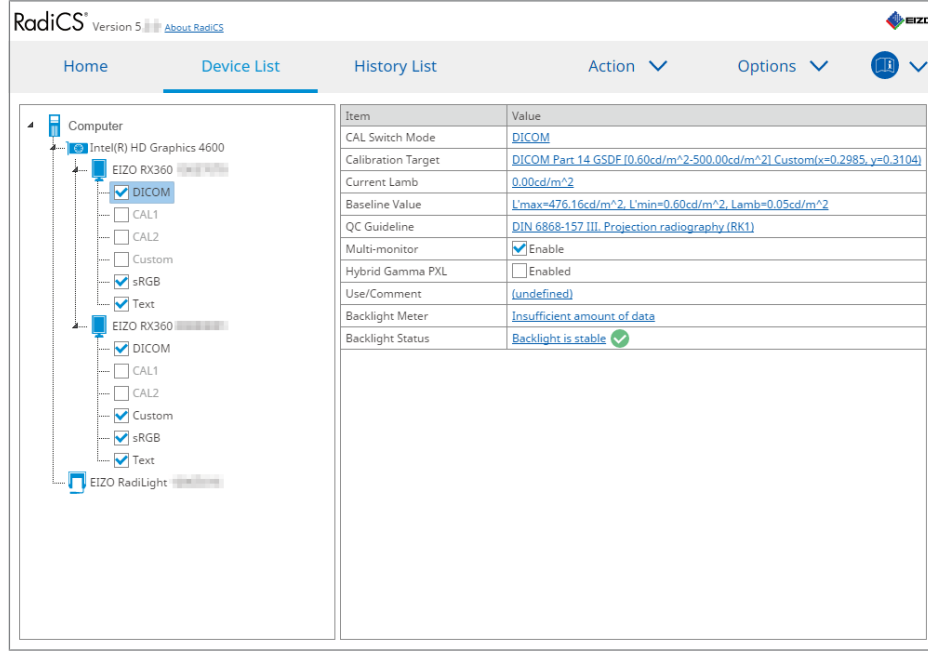 RadiCS® Version 5 About RadiCS
EIZO
Home Device List History List Action Options
Computer
Intel(R) HD Graphics 4600
EIZO RX360
DICOM
CAL1
CAL2
Custom
sRGB
Text
EIZO RX360
DICOM
CAL1
CAL2
Custom
sRGB
Text
EIZO RadiLight
Item Value
CAL Switch Mode DICOM
Calibration Target DICOM Part 14 GSDF [0.60cd/m^2-500.00cd/m^2] Custom(x=0.2985, y=0.3104)
Current Lamb 0.00cd/m^2
Baseline Value L'max=476.16cd/m^2, L'min=0.60cd/m^2, Lamb=0.05cd/m^2
QC Guideline DIN 6868-157 III. Projection radiography (RK1)
Multi-monitor Enable
Hybrid Gamma PXL Enabled
Use/Comment (undefined)
Backlight Meter Insufficient amount of data
Backlight Status Backlight is stable